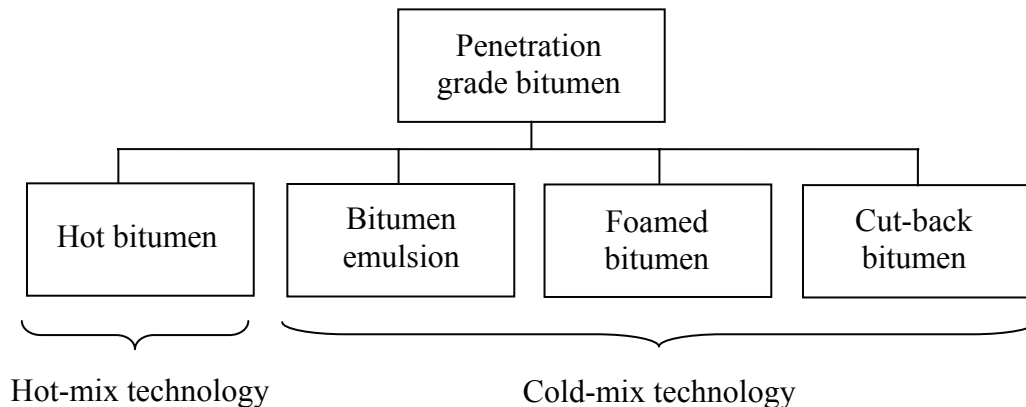 Penetration
grade bitumen
Hot bitumen
Bitumen
emulsion
Foamed
bitumen
Cut-back
bitumen
Hot-mix technology
Cold-mix technology